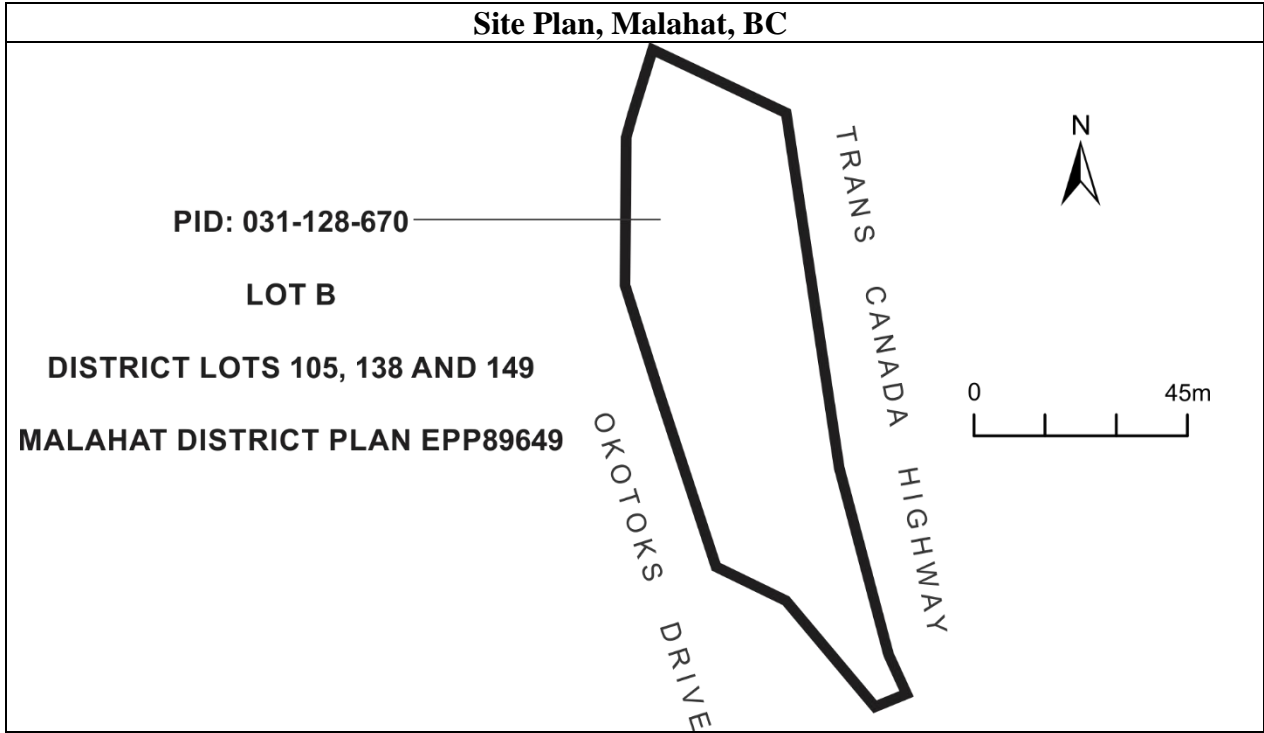 Site Plan, Malahat, BC
N
TRANS CANADA HIGHWAY
PID: 031-128-670
LOT B
DISTRICT LOTS 105, 138 AND 149
MALAHAT DISTRICT PLAN EPP89649
0 45m
OKOTOKS DRIVE